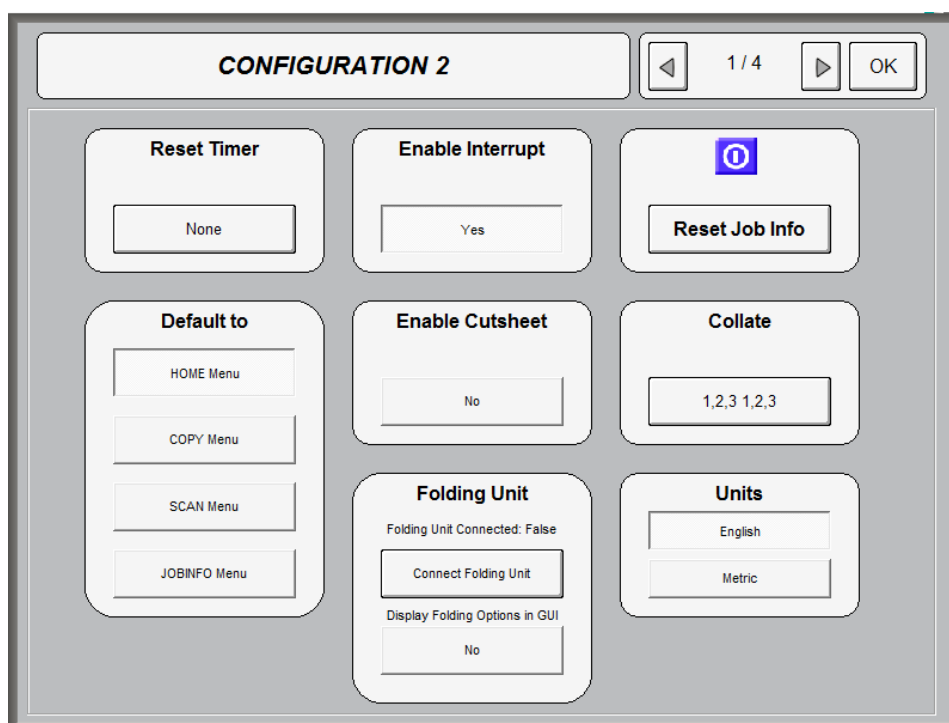 CONFIGURATION 2
1 / 4
OK
Reset Timer
None
Enable Interrupt
Yes
Reset Job Info
Default to
HOME Menu
COPY Menu
SCAN Menu
JOBINFO Menu
Enable Cutsheet
No
Collate
1,2,3 1,2,3
Folding Unit
Folding Unit Connected: False
Connect Folding Unit
Display Folding Options in GUI
No
Units
English
Metric